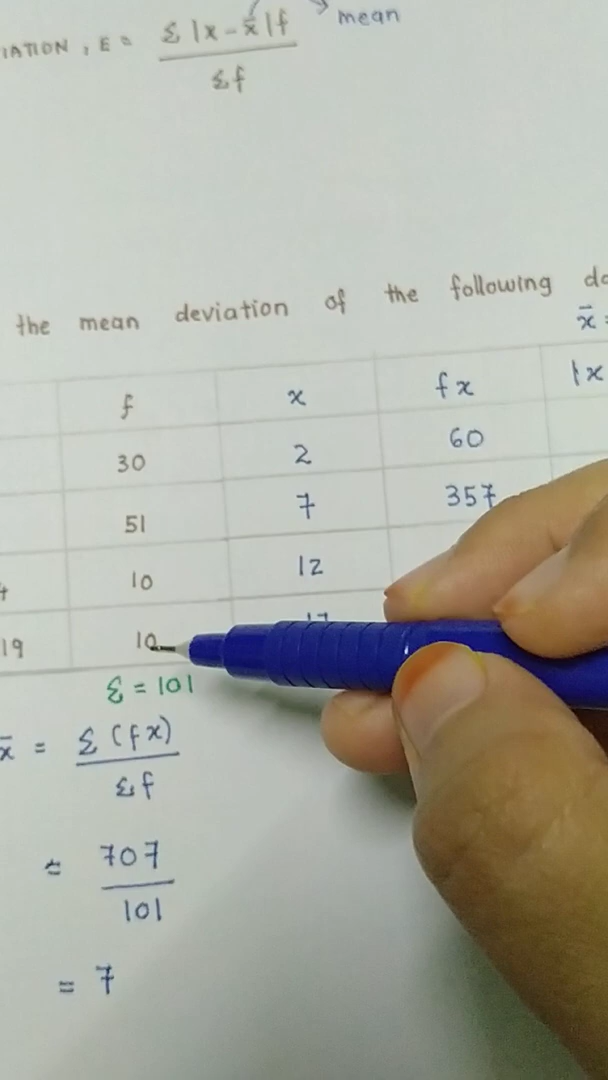 IATION, E = Σ |x - x̄| f
mean
Σf
the mean deviation of the following
x̄ =
f x fx |x
30 2 60
51 7 357
10 12
19 10 17
Σ = 101
x̄ = Σ(fx)
Σf
= 707
101
= 7